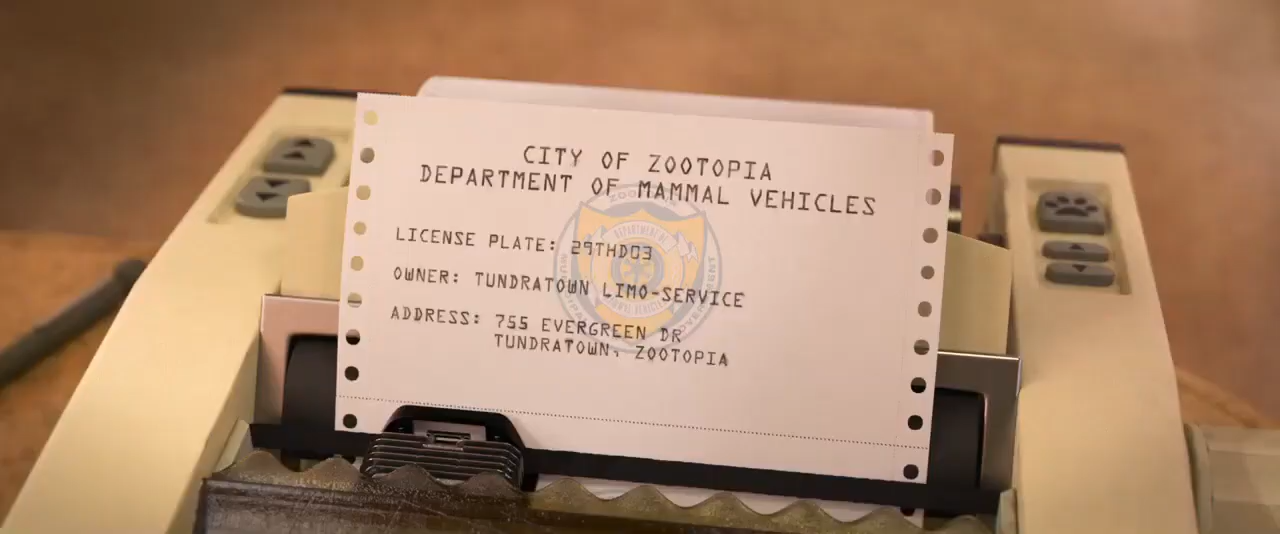 CITY OF ZOOTOPIA
DEPARTMENT OF MAMMAL VEHICLES
LICENSE PLATE: 29THD03
OWNER: TUNDRATOWN LIMO-SERVICE
ADDRESS: 755 EVERGREEN DR
TUNDRATOWN, ZOOTOPIA